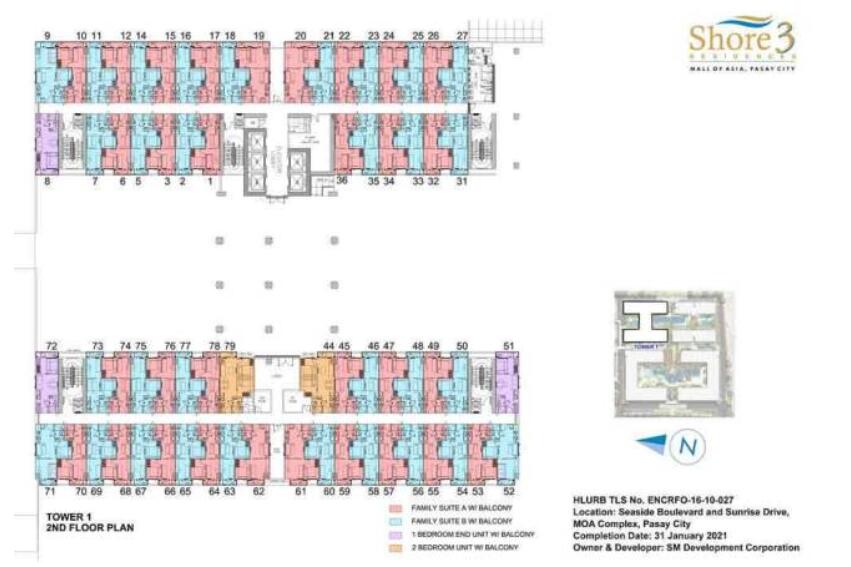 9 10 11 12 14 15 16 17 18 19 20 21 22 23 24 25 26 27
Shore 3
RESIDENCES
MALL OF ASIA, PASAY CITY
8 7 6 5 3 2 1 36 35 34 33 32 31
72 73 74 75 76 77 78 79 44 45 46 47 48 49 50 51
TOWER 1
N
71 70 69 68 67 66 65 64 63 62 61 60 59 58 57 56 55 54 53 52
TOWER 1
2ND FLOOR PLAN
FAMILY SUITE A W/ BALCONY
FAMILY SUITE B W/ BALCONY
1 BEDROOM END UNIT W/ BALCONY
2 BEDROOM UNIT W/ BALCONY
HLURB TLS No. ENCRFO-16-10-027
Location: Seaside Boulevard and Sunrise Drive,
MOA Complex, Pasay City
Completion Date: 31 January 2021
Owner & Developer: SM Development Corporation